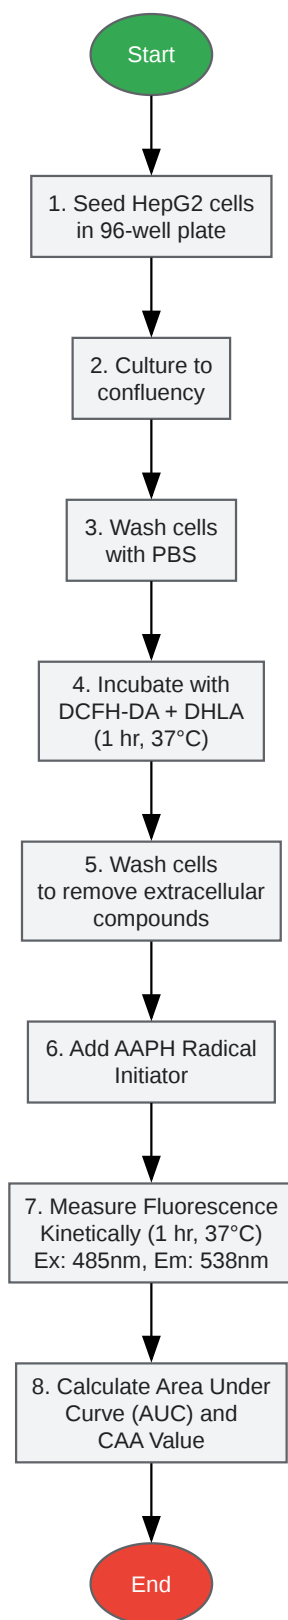 Start
1. Seed HepG2 cells
in 96-well plate
2. Culture to
confluency
3. Wash cells
with PBS
4. Incubate with
DCFH-DA + DHLA
(1 hr, 37°C)
5. Wash cells
to remove extracellular
compounds
6. Add AAPH Radical
Initiator
7. Measure Fluorescence
Kinetically (1 hr, 37°C)
Ex: 485nm, Em: 538nm
8. Calculate Area Under
Curve (AUC) and
CAA Value
End